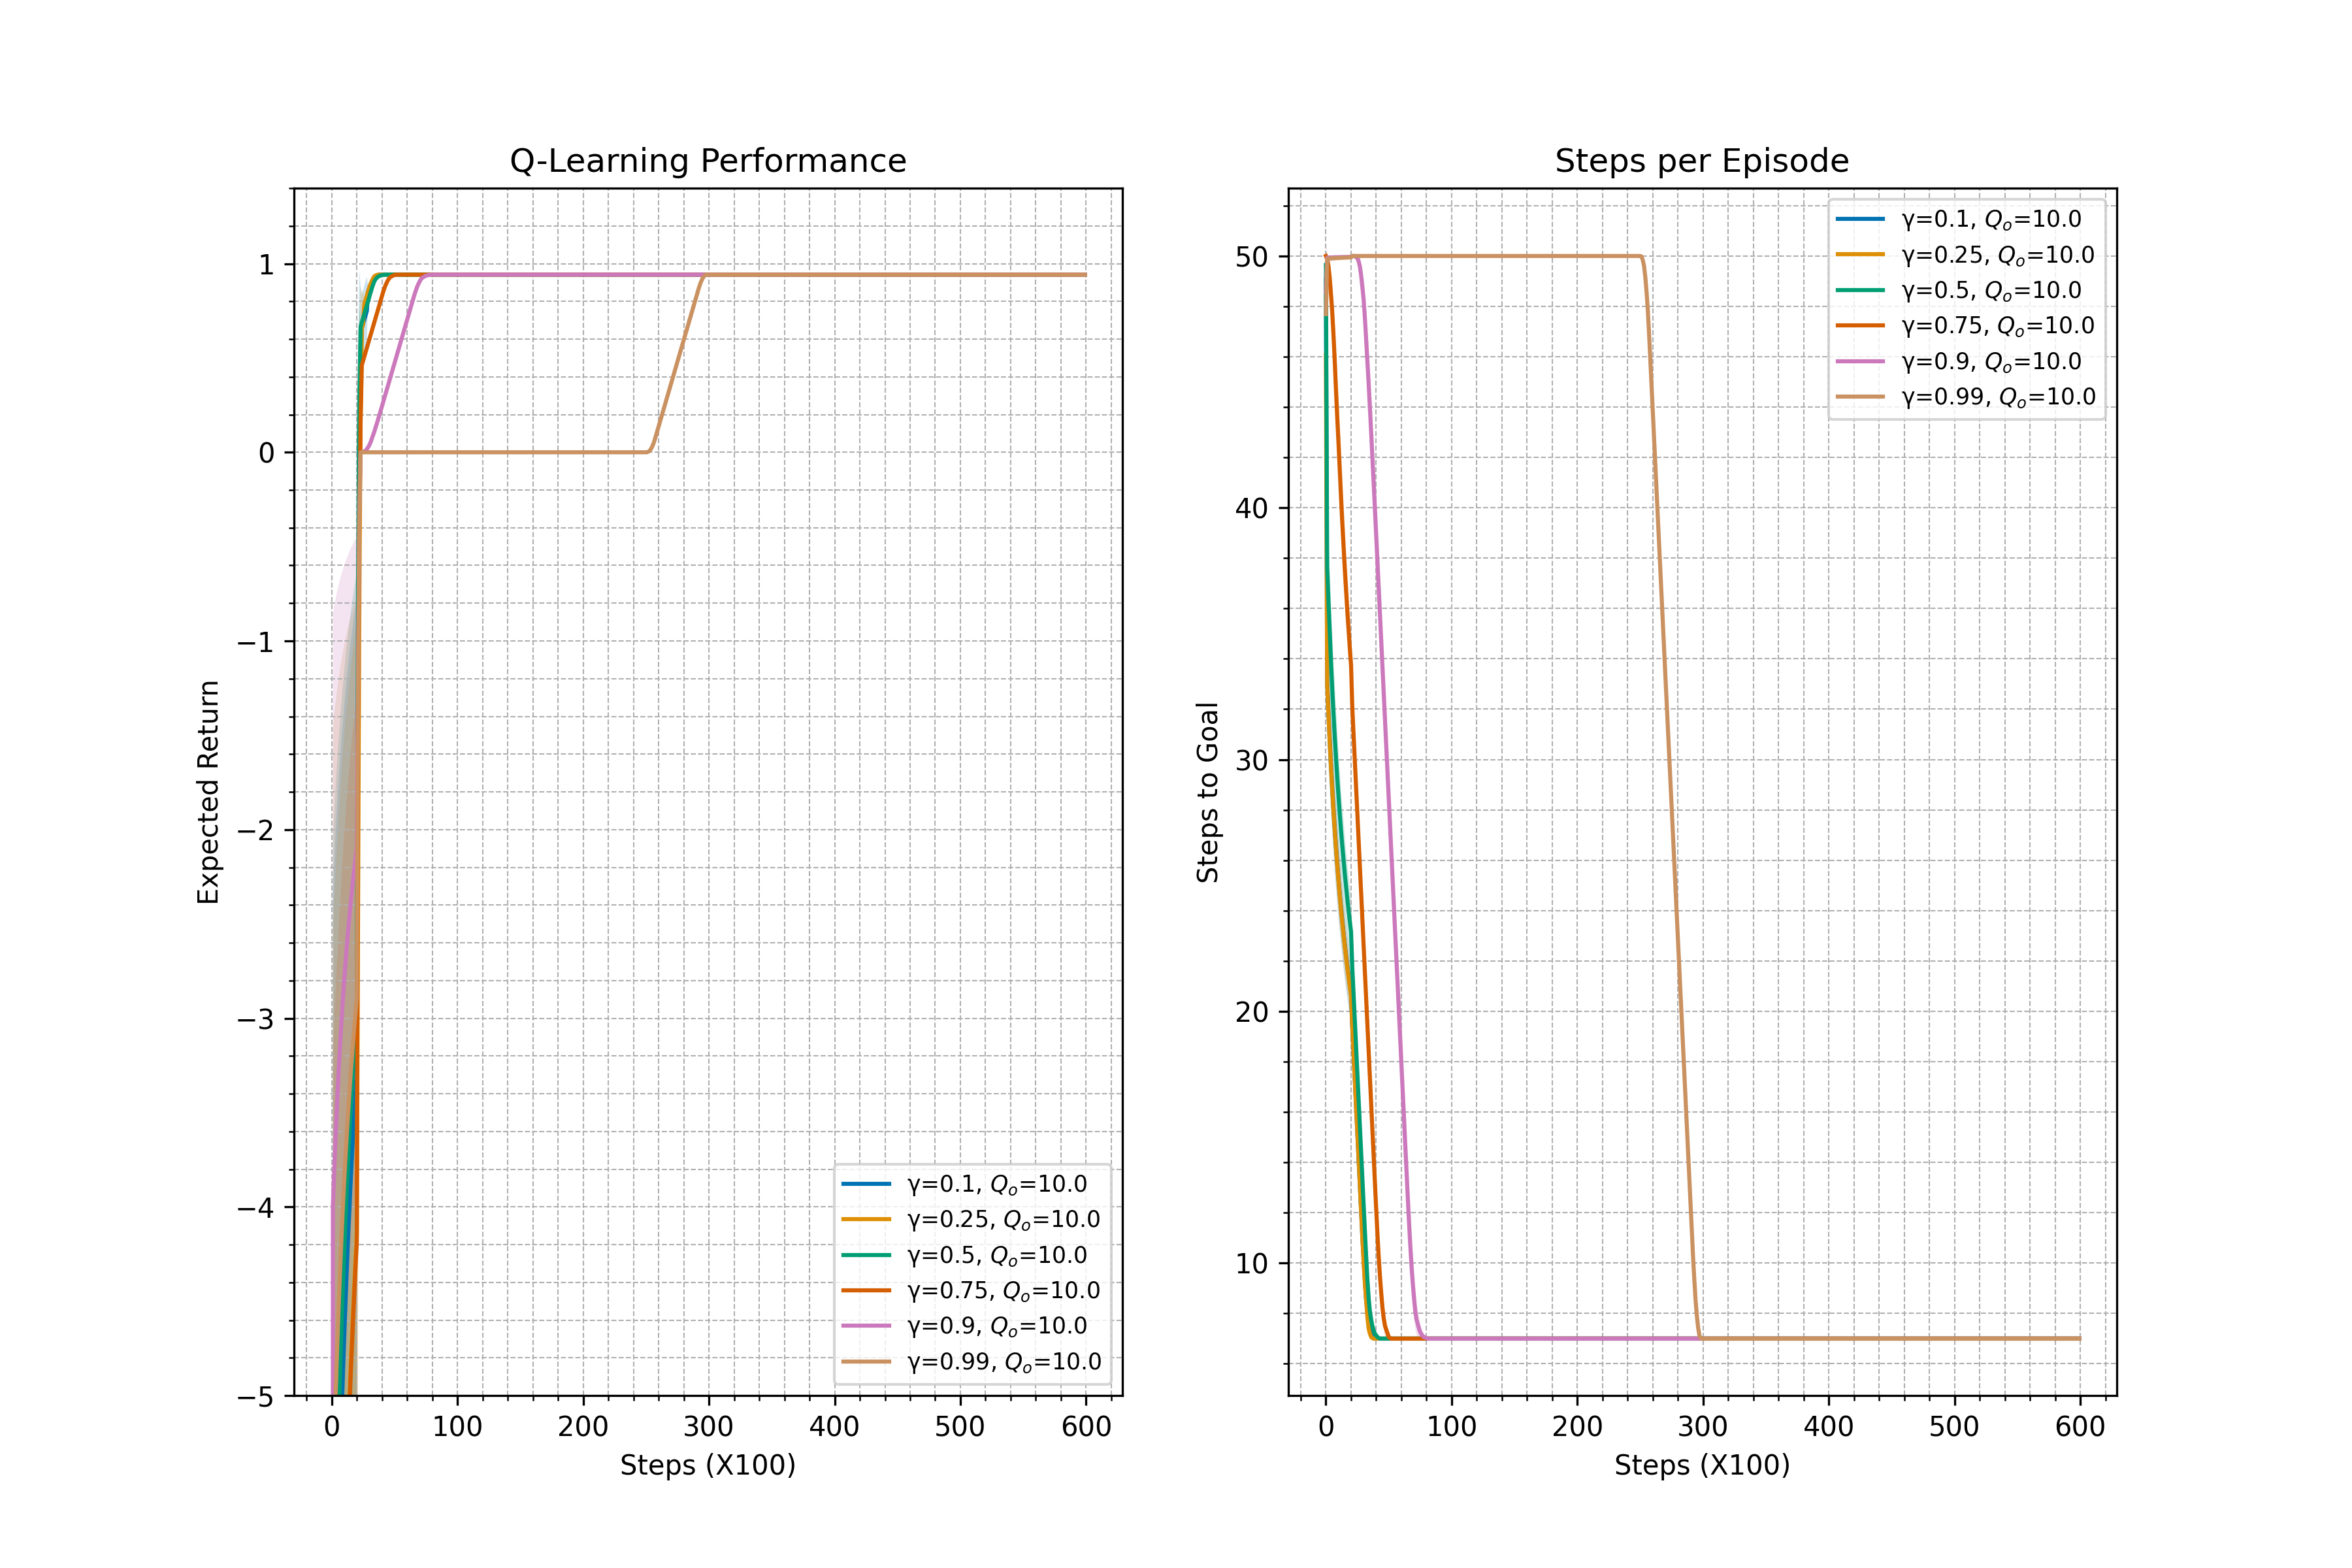 Q-Learning Performance
Expected Return
1
0
−1
−2
−3
−4
−5
0 100 200 300 400 500 600
Steps (X100)
γ=0.1, Qo=10.0
γ=0.25, Qo=10.0
γ=0.5, Qo=10.0
γ=0.75, Qo=10.0
γ=0.9, Qo=10.0
γ=0.99, Qo=10.0
Steps per Episode
Steps to Goal
50
40
30
20
10
0 100 200 300 400 500 600
Steps (X100)
γ=0.1, Qo=10.0
γ=0.25, Qo=10.0
γ=0.5, Qo=10.0
γ=0.75, Qo=10.0
γ=0.9, Qo=10.0
γ=0.99, Qo=10.0